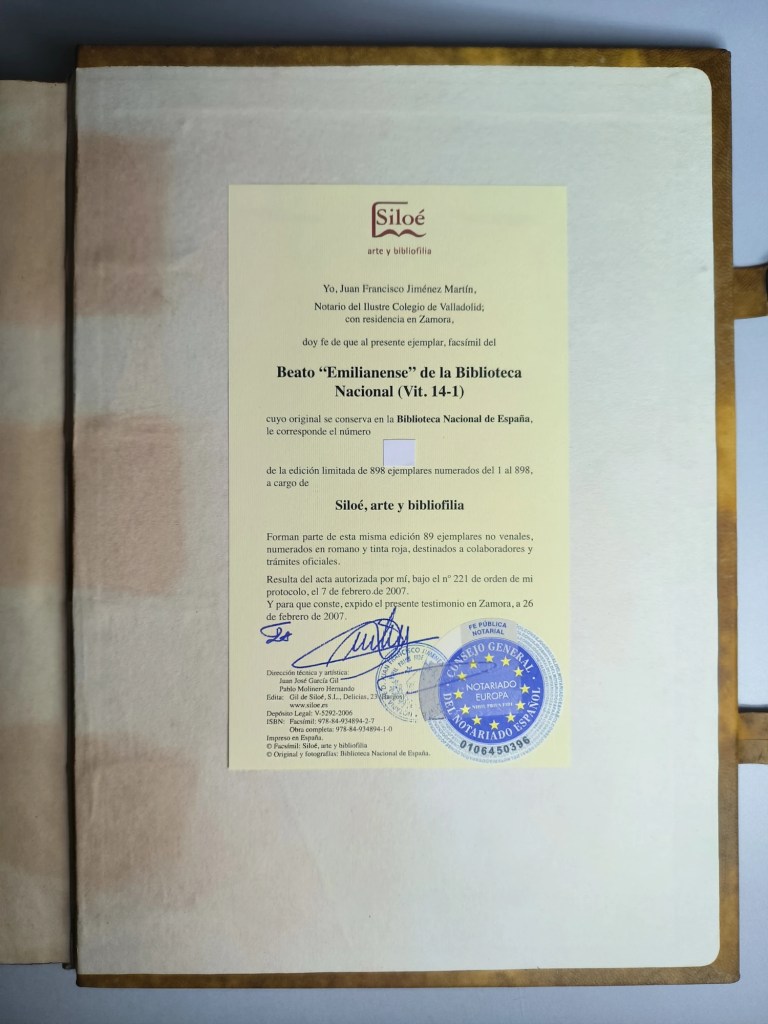 Siloé
arte y bibliofilia
Yo, Juan Francisco Jiménez Martín,
Notario del Ilustre Colegio de Valladolid;
con residencia en Zamora,
doy fe de que al presente ejemplar, facsímil del
Beato “Emilianense” de la Biblioteca
Nacional (Vit. 14-1)
cuyo original se conserva en la Biblioteca Nacional de España,
le corresponde el número
de la edición limitada de 898 ejemplares numerados del 1 al 898,
a cargo de
Siloé, arte y bibliofilia
Forman parte de esta misma edición 89 ejemplares no venales,
numerados en romano y tinta roja, destinados a colaboradores y
trámites oficiales.
Resulta del acta autorizada por mí, bajo el nº 221 de orden de mi
protocolo, el 7 de febrero de 2007.
Y para que conste, expido el presente testimonio en Zamora, a 26
de febrero de 2007.
Dirección técnica y artística:
Juan José García Gil
Pablo Molinero Hernando
Edita: Gil de Siloé, S.L., Delicias, 23
www.siloe.es
Depósito Legal: V-5292-2006
ISBN: Facsímil: 978-84-934894-2-7
Obra completa: 978-84-934894-1-0
Impreso en España.
© Facsímil: Siloé, arte y bibliofilia
© Original y fotografías: Biblioteca Nacional de España.
JUAN FRANCISCO JIMÉNEZ
FE PÚBLICA
NOTARIAL
CONSEJO GENERAL
DEL NOTARIADO ESPAÑOL
NOTARIADO
EUROPA
0106450396